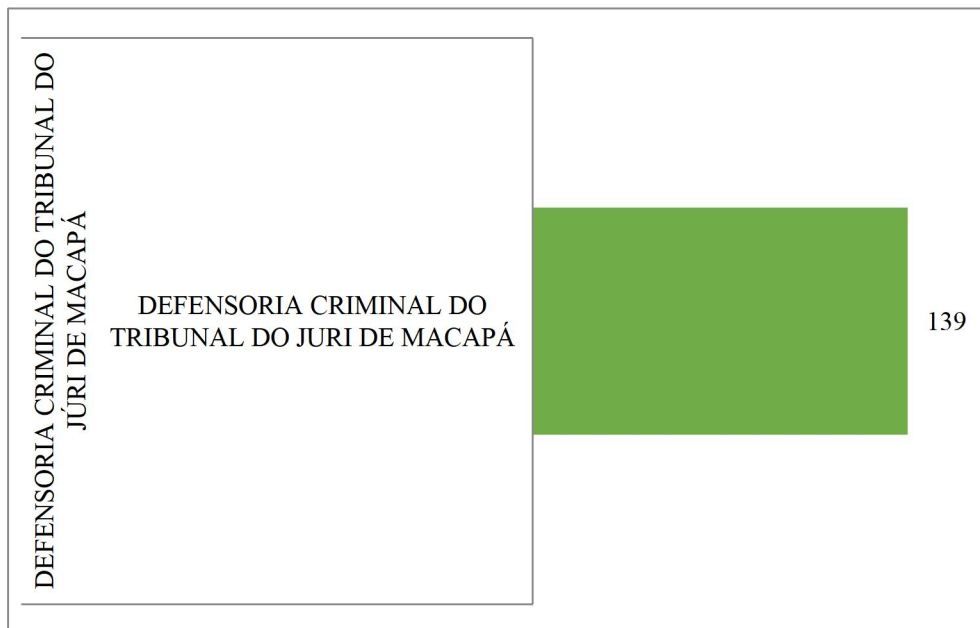 DEFENSORIA CRIMINAL DO TRIBUNAL DO
JÚRI DE MACAPÁ
DEFENSORIA CRIMINAL DO
TRIBUNAL DO JURI DE MACAPÁ
139